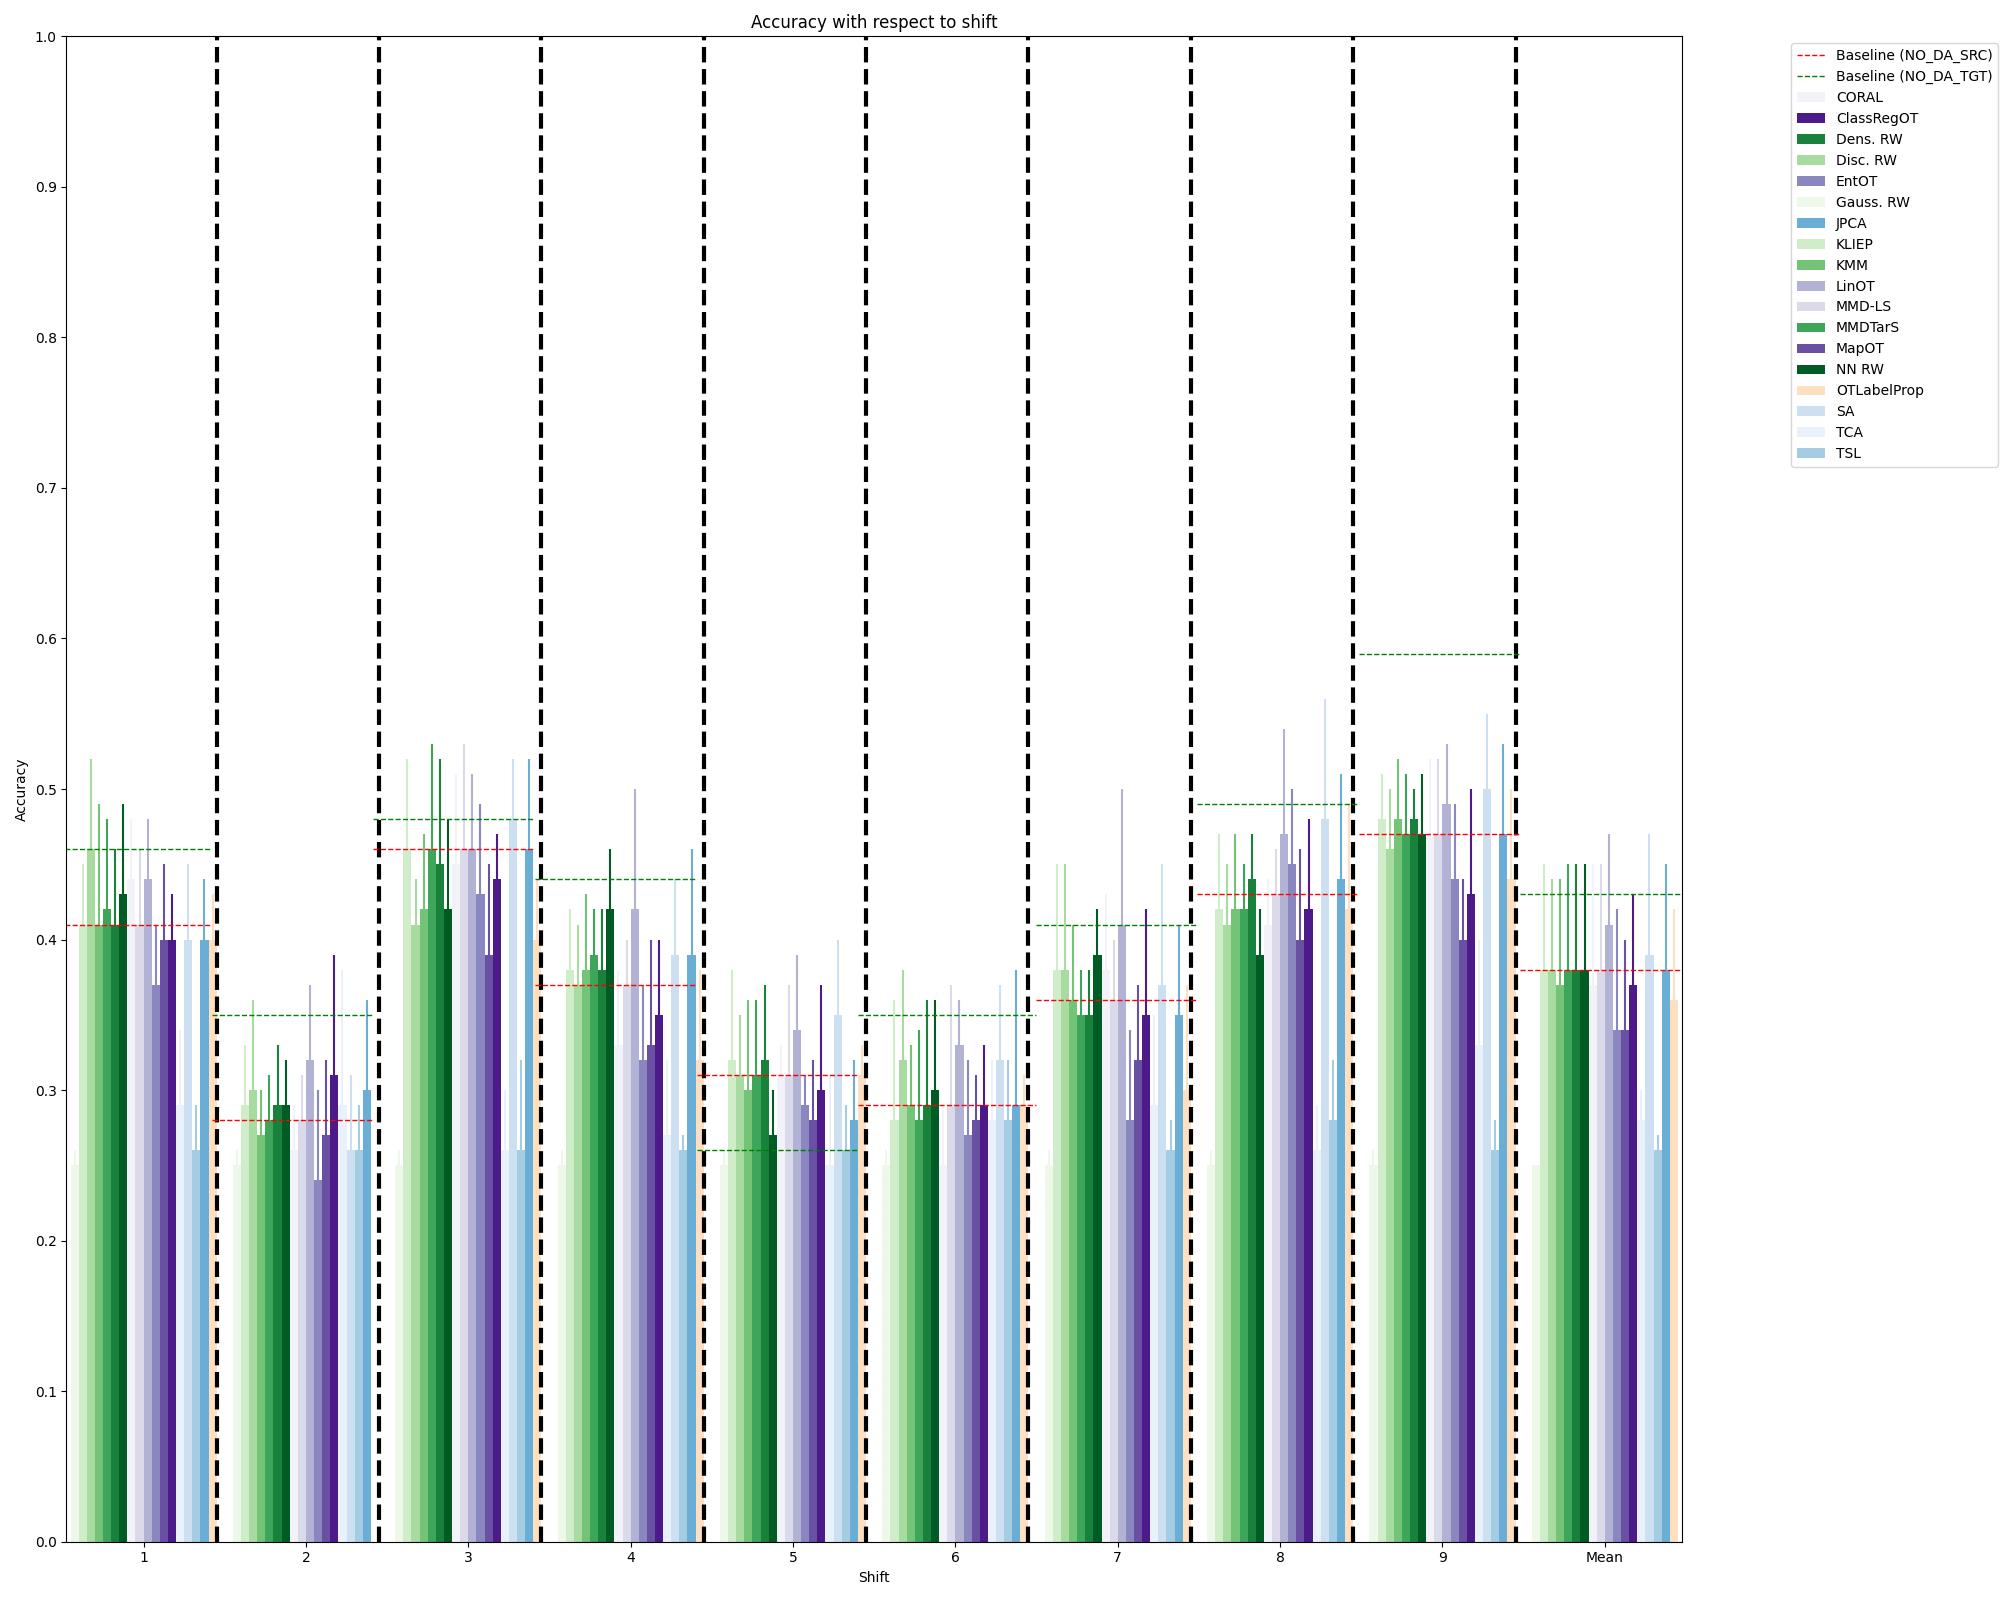 Accuracy with respect to shift
1.0
0.9
0.8
0.7
0.6
0.5
0.4
0.3
0.2
0.1
0.0
Accuracy
1 2 3 4 5 6 7 8 9 Mean
Shift
Baseline (NO_DA_SRC)
Baseline (NO_DA_TGT)
CORAL
ClassRegOT
Dens. RW
Disc. RW
EntOT
Gauss. RW
JPCA
KLIEP
KMM
LinOT
MMD-LS
MMDTarS
MapOT
NN RW
OTLabelProp
SA
TCA
TSL